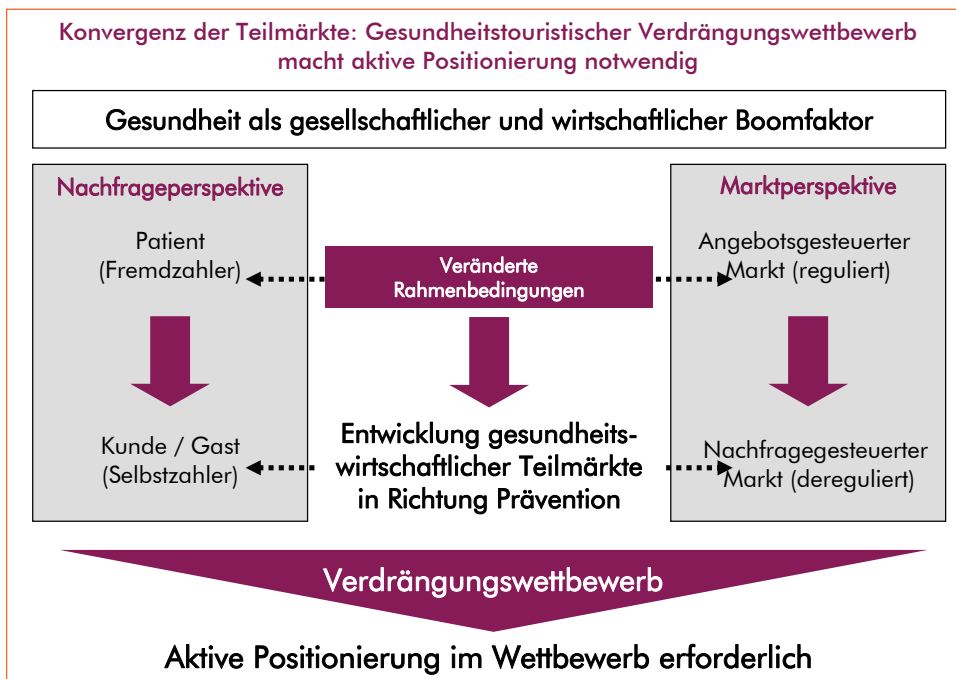 Konvergenz der Teilmärkte: Gesundheitstouristischer Verdrängungswettbewerb
macht aktive Positionierung notwendig
Gesundheit als gesellschaftlicher und wirtschaftlicher Boomfaktor
Nachfrageperspektive
Patient
(Fremdzahler)
Kunde / Gast
(Selbstzahler)
Veränderte
Rahmenbedingungen
Entwicklung gesundheits-
wirtschaftlicher Teilmärkte
in Richtung Prävention
Marktperspektive
Angebotsgesteuerter
Markt (reguliert)
Nachfragegesteuerter
Markt (dereguliert)
Verdrängungswettbewerb
Aktive Positionierung im Wettbewerb erforderlich